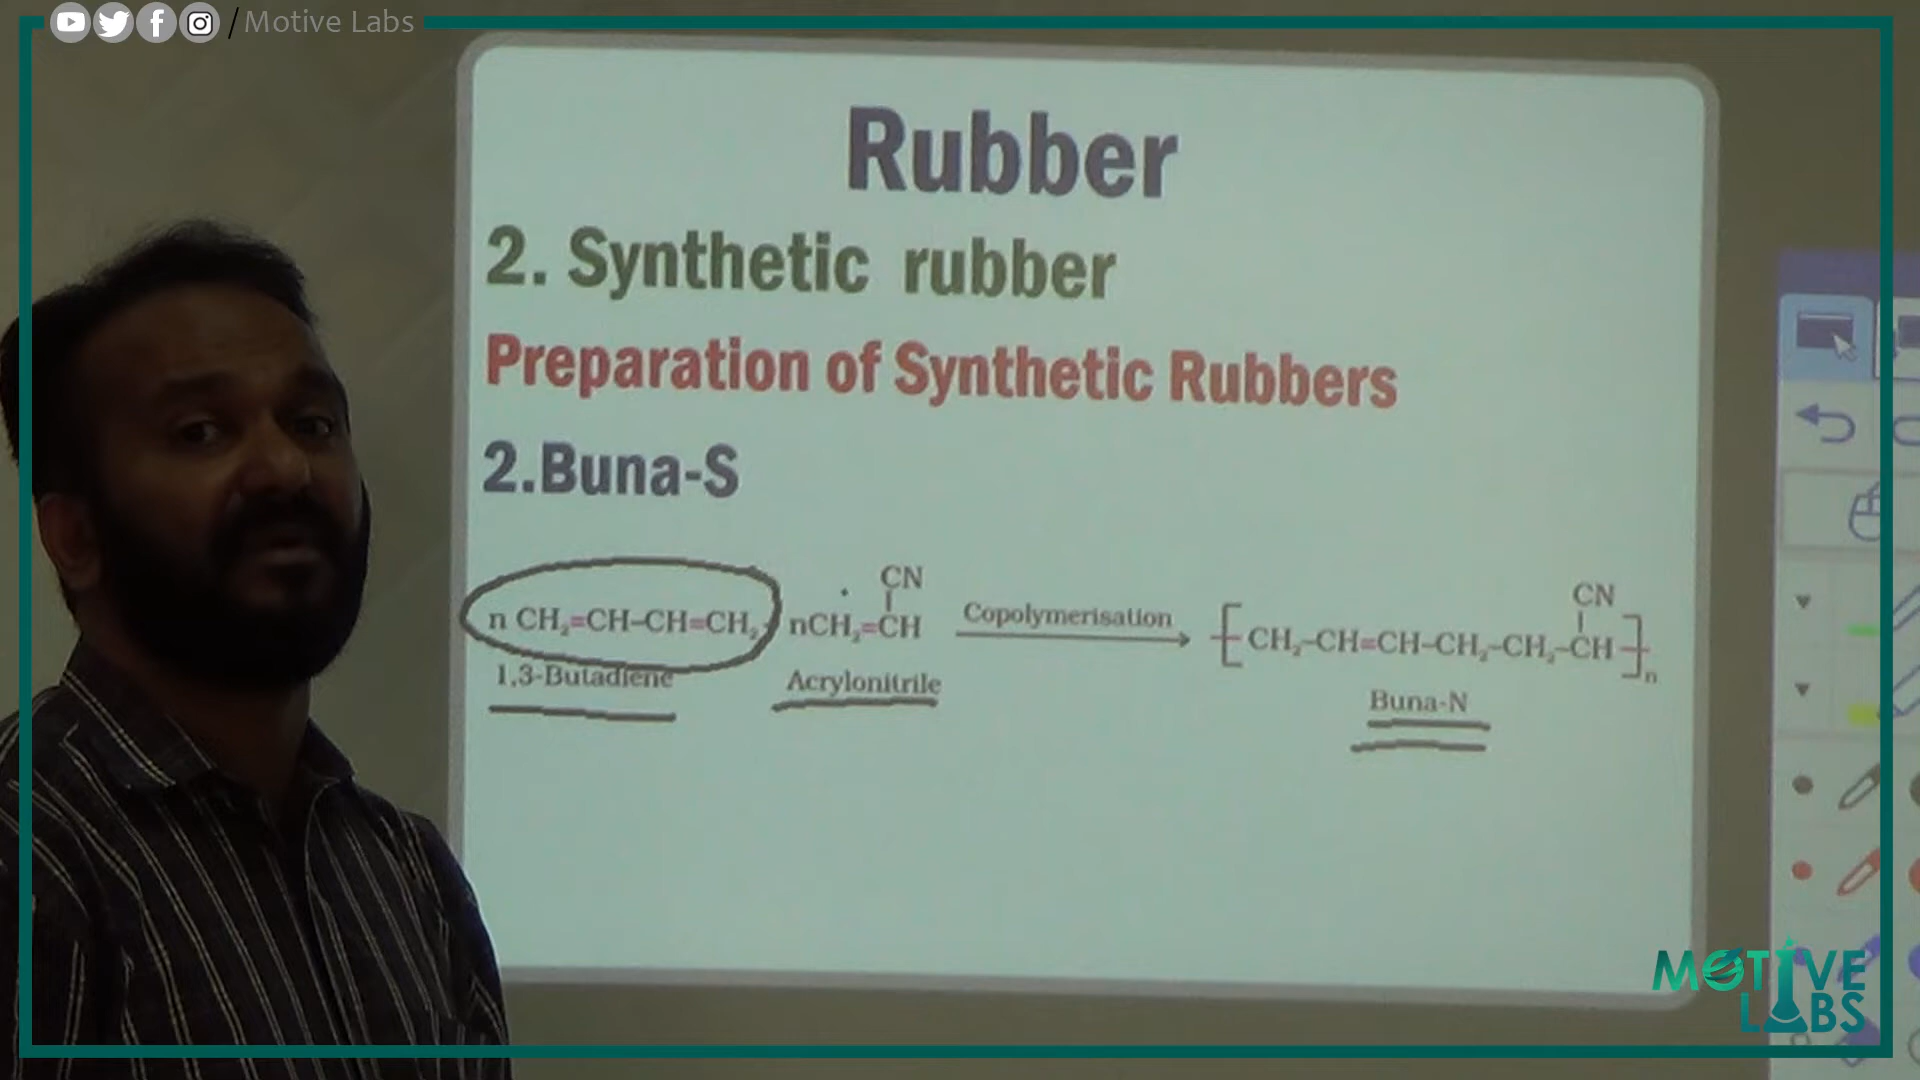 / Motive Labs
Rubber
2. Synthetic rubber
Preparation of Synthetic Rubbers
2.Buna-S
CN
n CH₂=CH–CH=CH₂ nCH₂=CH
Copolymerisation
CN
[CH₂–CH=CH–CH₂–CH₂–CH]n
1,3-Butadiene
Acrylonitrile
Buna-N
MOTIVE
LABS